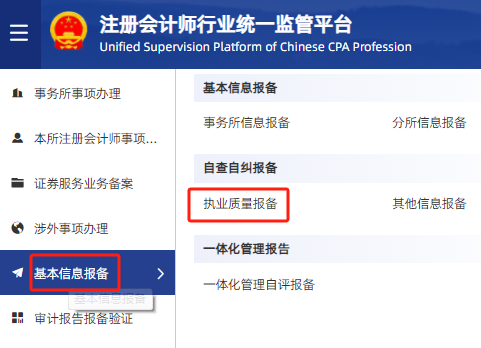 注册会计师行业统一监管平台
Unified Supervision Platform of Chinese CPA Profession
事务所事项办理
本所注册会计师事项...
证券服务业务备案
涉外事项办理
基本信息报备
基本信息报备
审计报告报备验证
基本信息报备
事务所信息报备 分所信息报备
自查自纠报备
执业质量报备 其他信息报备
一体化管理报告
一体化管理自评报备